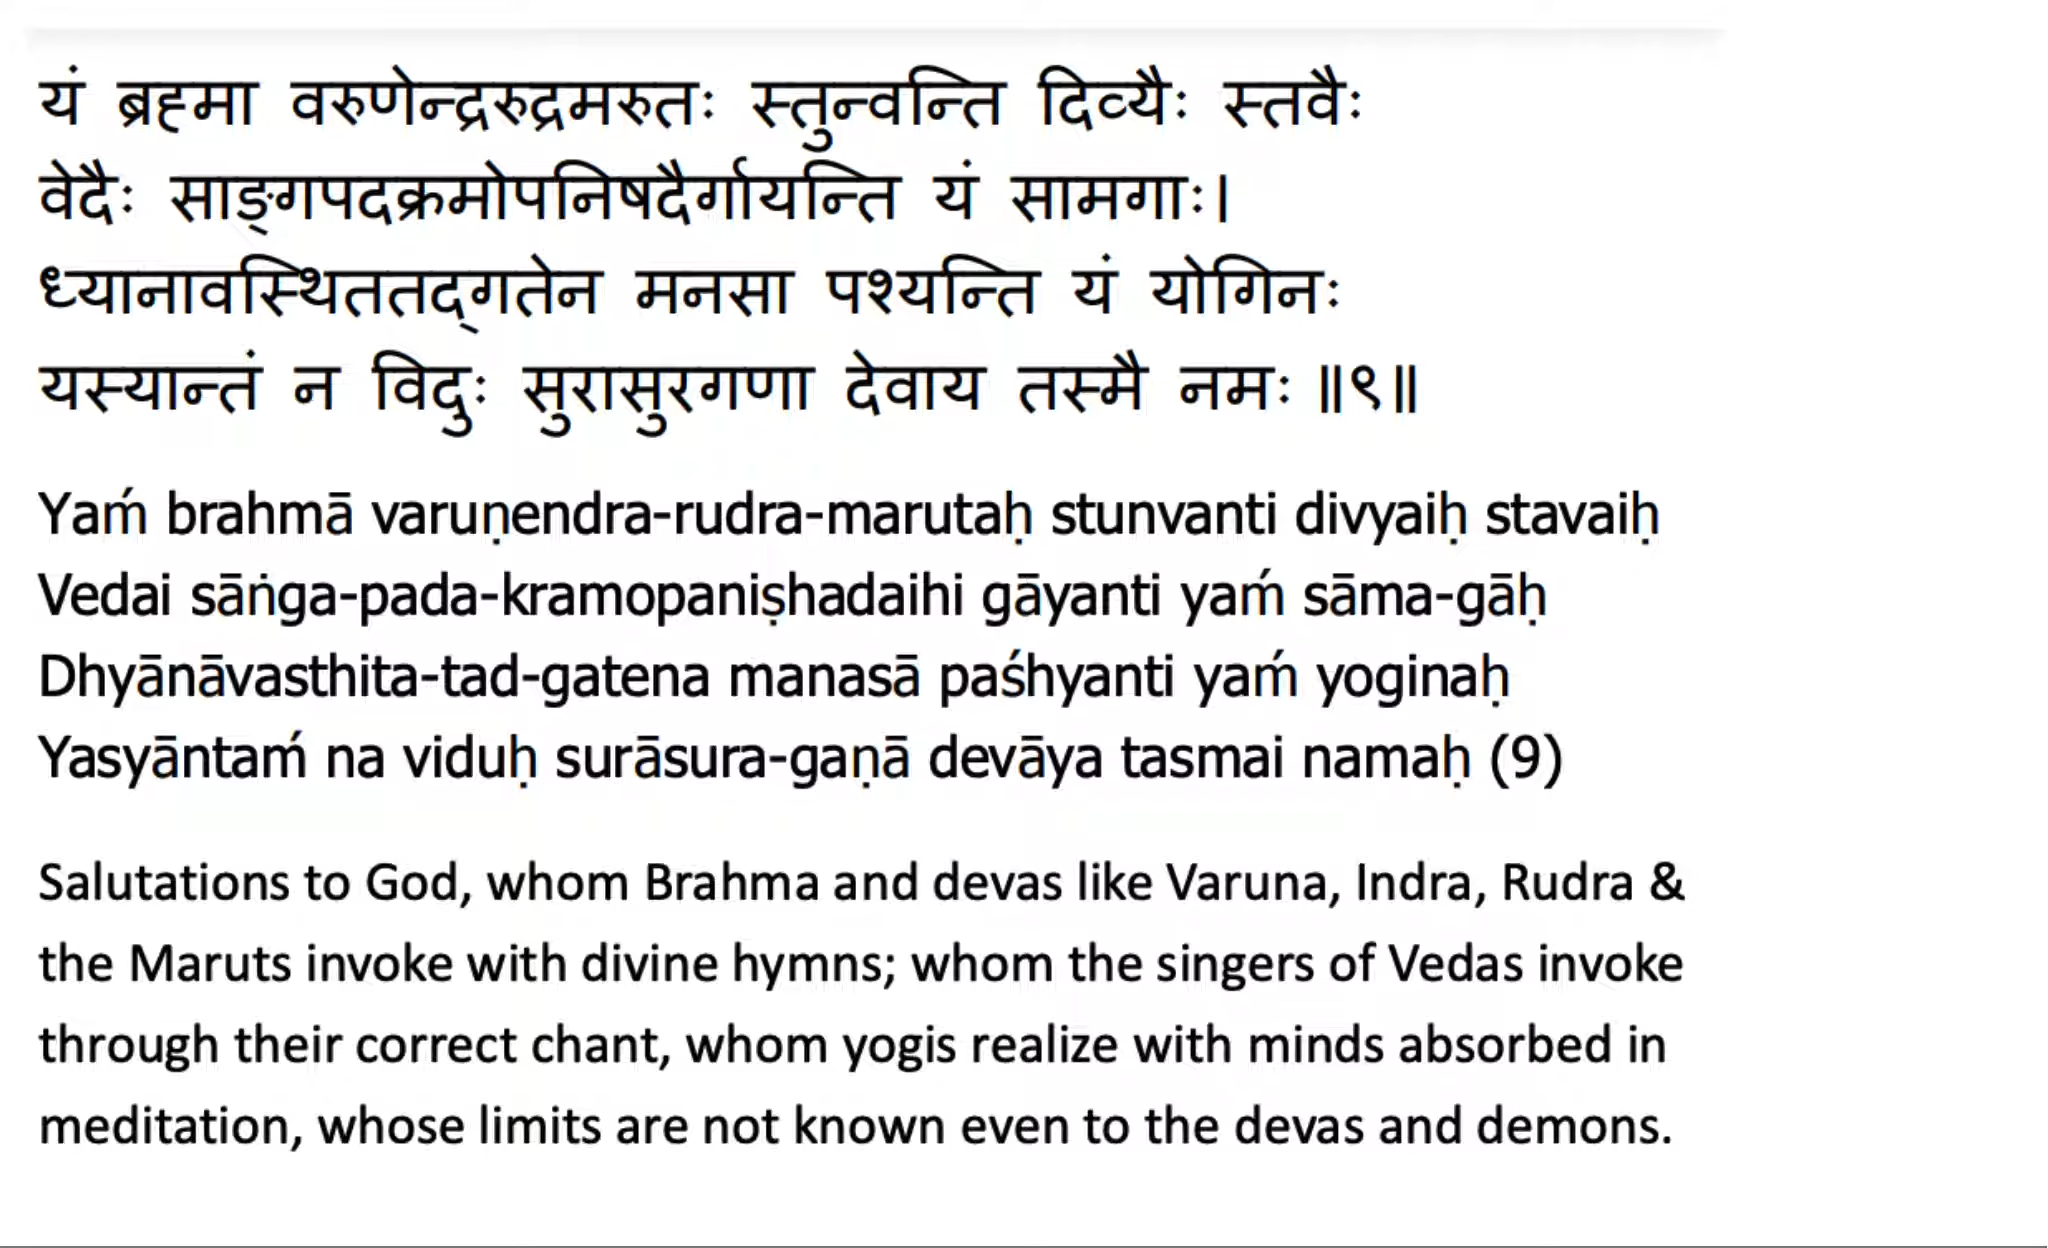 यं ब्रह्मा वरुणेन्द्ररुद्रमरुतः स्तुन्वन्ति दिव्यैः स्तवैः
वेदैः साङ्गपदक्रमोपनिषदैर्गायन्ति यं सामगाः।
ध्यानावस्थिततद्गतेन मनसा पश्यन्ति यं योगिनः
यस्यान्तं न विदुः सुरासुरगणा देवाय तस्मै नमः ॥९॥
Yaḿ brahmā varuṇendra-rudra-marutaḥ stunvanti divyaiḥ stavaiḥ
Vedai sāṅga-pada-kramopaniṣhadaihi gāyanti yaḿ sāma-gāḥ
Dhyānāvasthita-tad-gatena manasā paśhyanti yaḿ yoginaḥ
Yasyāntaḿ na viduḥ surāsura-gaṇā devāya tasmai namaḥ (9)
Salutations to God, whom Brahma and devas like Varuna, Indra, Rudra &
the Maruts invoke with divine hymns; whom the singers of Vedas invoke
through their correct chant, whom yogis realize with minds absorbed in
meditation, whose limits are not known even to the devas and demons.